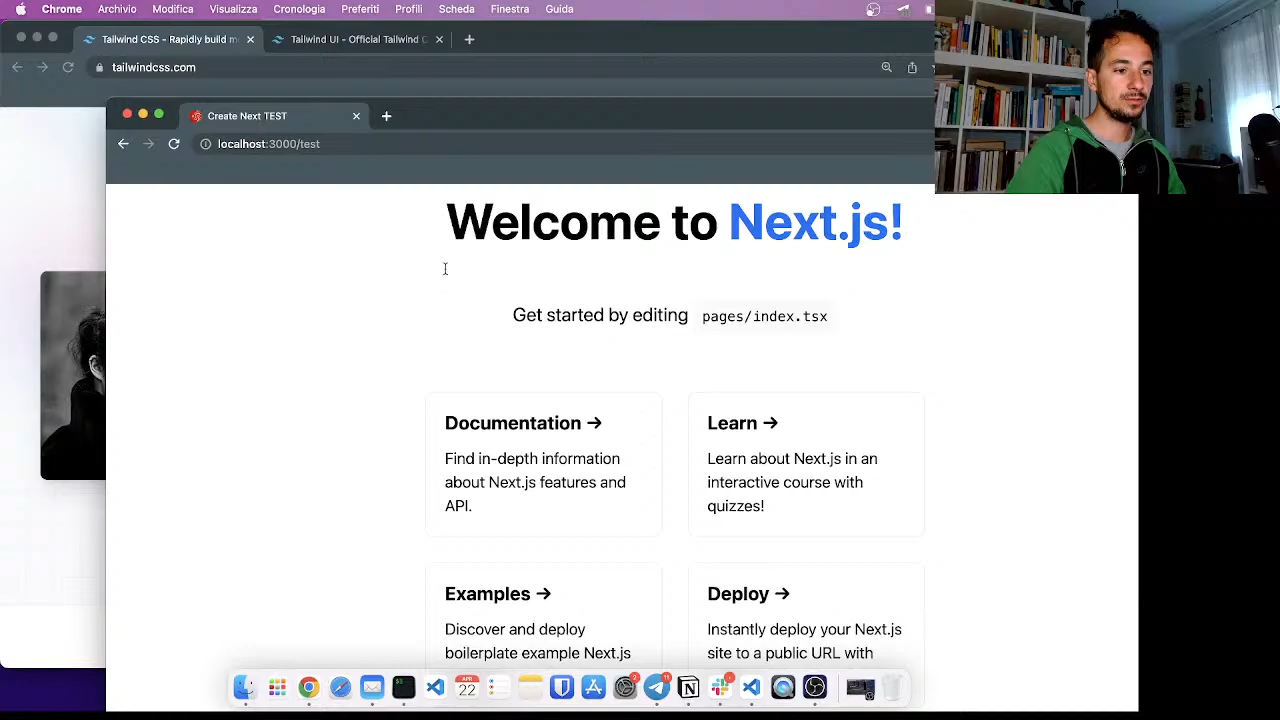 Chrome Archivio Modifica Visualizza Cronologia Preferiti Profili Scheda Finestra Guida
Tailwind CSS - Rapidly build m
Tailwind UI - Official Tailwind C
tailwindcss.com
Create Next TEST
localhost:3000/test
Welcome to Next.js!
Get started by editing pages/index.tsx
Documentation →
Find in-depth information
about Next.js features and
API.
Learn →
Learn about Next.js in an
interactive course with
quizzes!
Examples →
Discover and deploy
boilerplate example Next.js
Deploy →
Instantly deploy your Next.js
site to a public URL with
APR
22
2
11